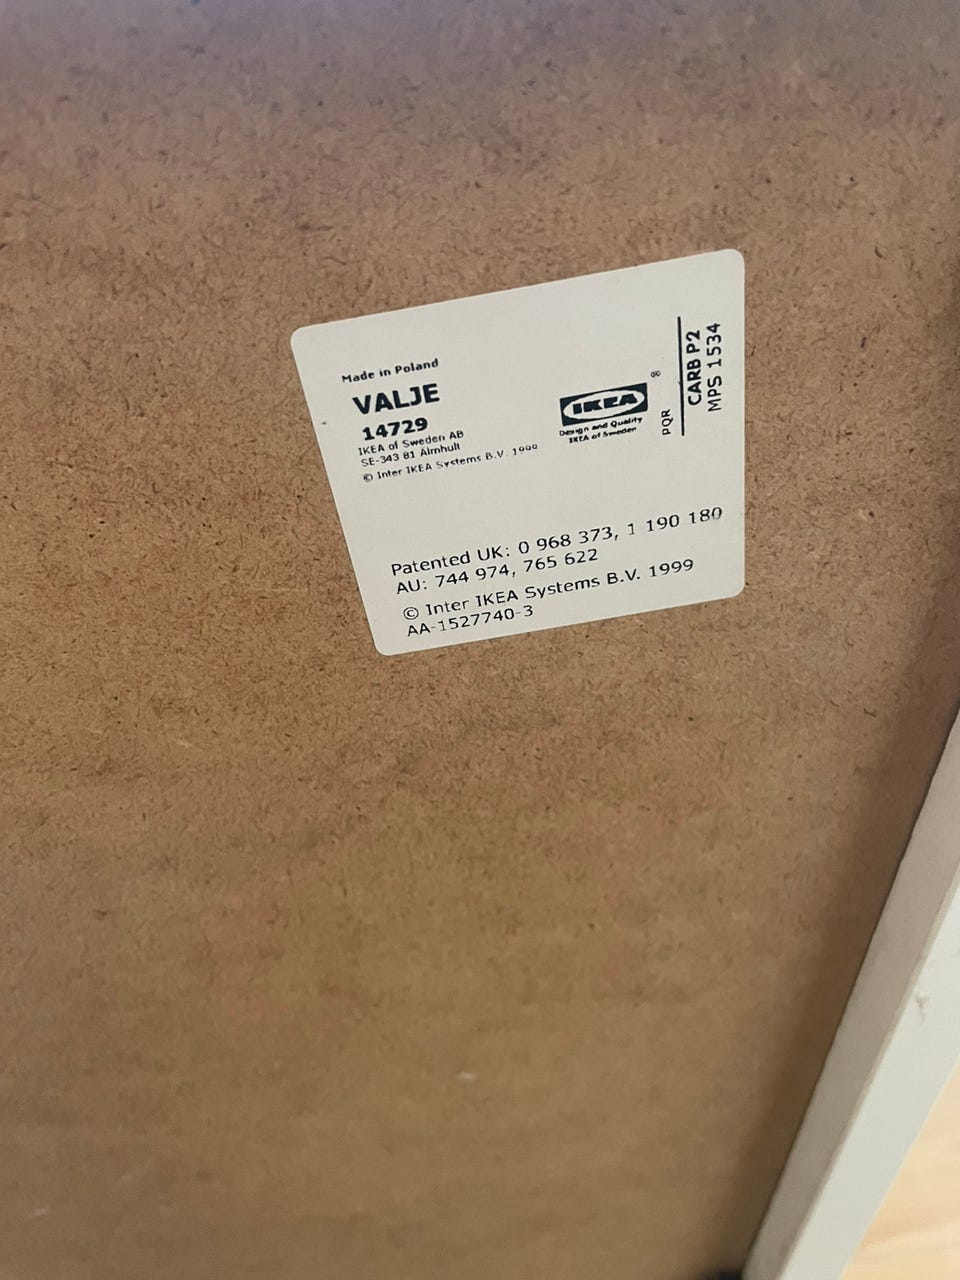 Made in Poland
VALJE
14729
IKEA of Sweden AB
SE-343 81 Älmhult
© Inter IKEA Systems B.V. 1999
IKEA ®
Design and Quality
IKEA of Sweden
PQR
CARB P2
MPS 1534
Patented UK: 0 968 373, 1 190 180
AU: 744 974, 765 622
© Inter IKEA Systems B.V. 1999
AA-1527740-3